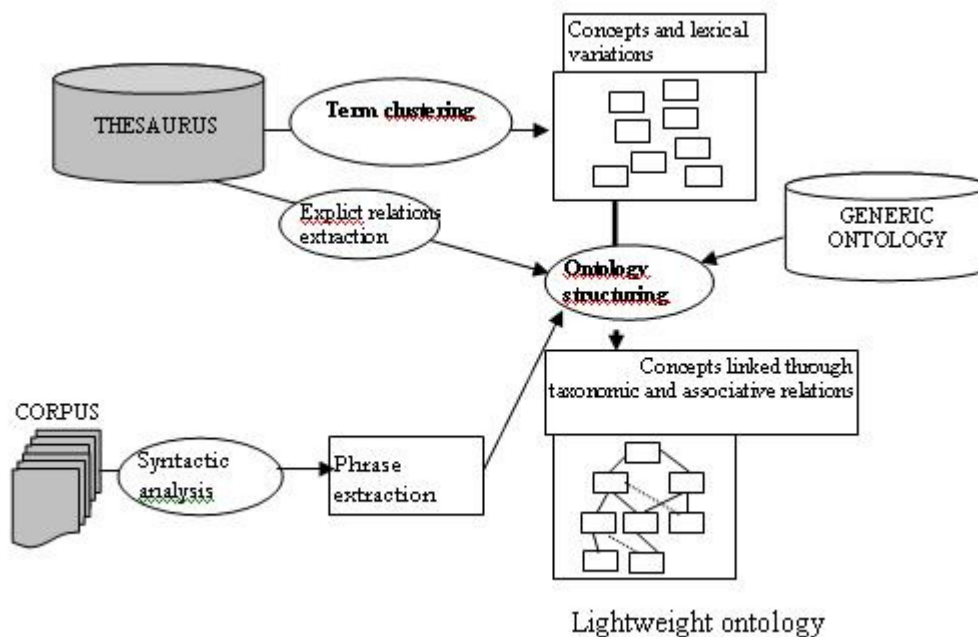 Concepts and lexical
variations
THESAURUS
Term clustering
Explict relations
extraction
GENERIC
ONTOLOGY
Ontology
structuring
Concepts linked through
taxonomic and associative relations
CORPUS
Syntactic
analysis
Phrase
extraction
Lightweight ontology